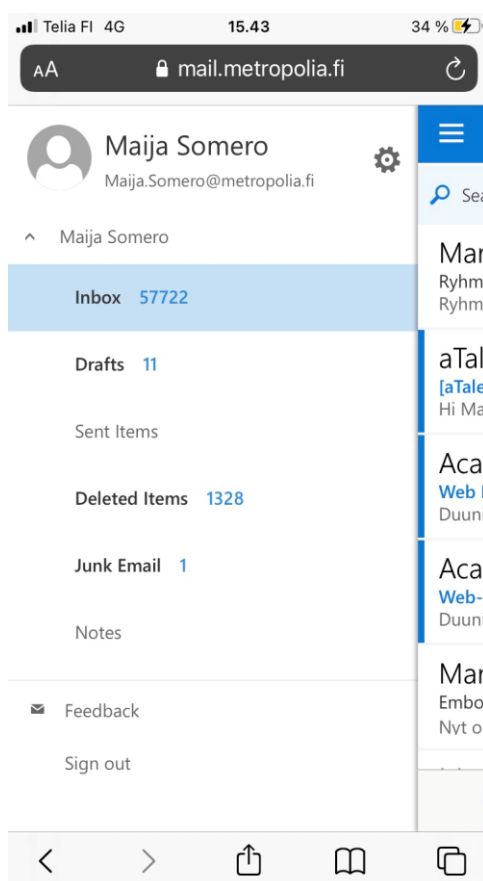 Telia FI 4G 15.43 34 %
AA mail.metropolia.fi
Maija Somero
Maija.Somero@metropolia.fi
Maija Somero
Inbox 57722
Drafts 11
Sent Items
Deleted Items 1328
Junk Email 1
Notes
Feedback
Sign out
Sea
Mar
Ryhm
Ryhm
aTal
[aTale
Hi Ma
Aca
Web
Duuni
Aca
Web-
Duuni
Mar
Embo
Nyt o